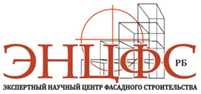 ЭНЦФС
РБ
ЭКСПЕРТНЫЙ НАУЧНЫЙ ЦЕНТР ФАСАДНОГО СТРОИТЕЛЬСТВА